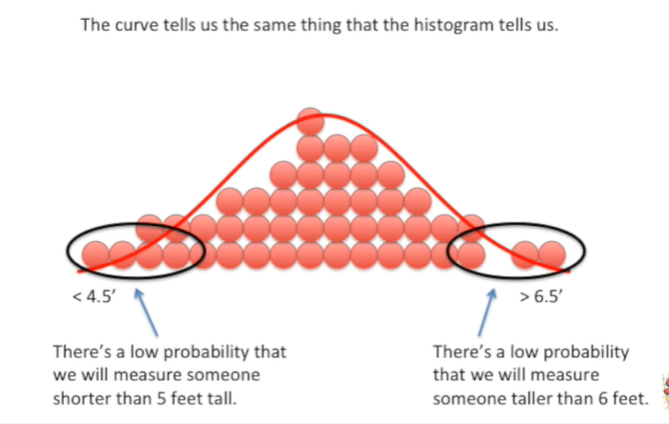 The curve tells us the same thing that the histogram tells us.
< 4.5′
> 6.5′
There’s a low probability that
we will measure someone
shorter than 5 feet tall.
There’s a low probability
that we will measure
someone taller than 6 feet.